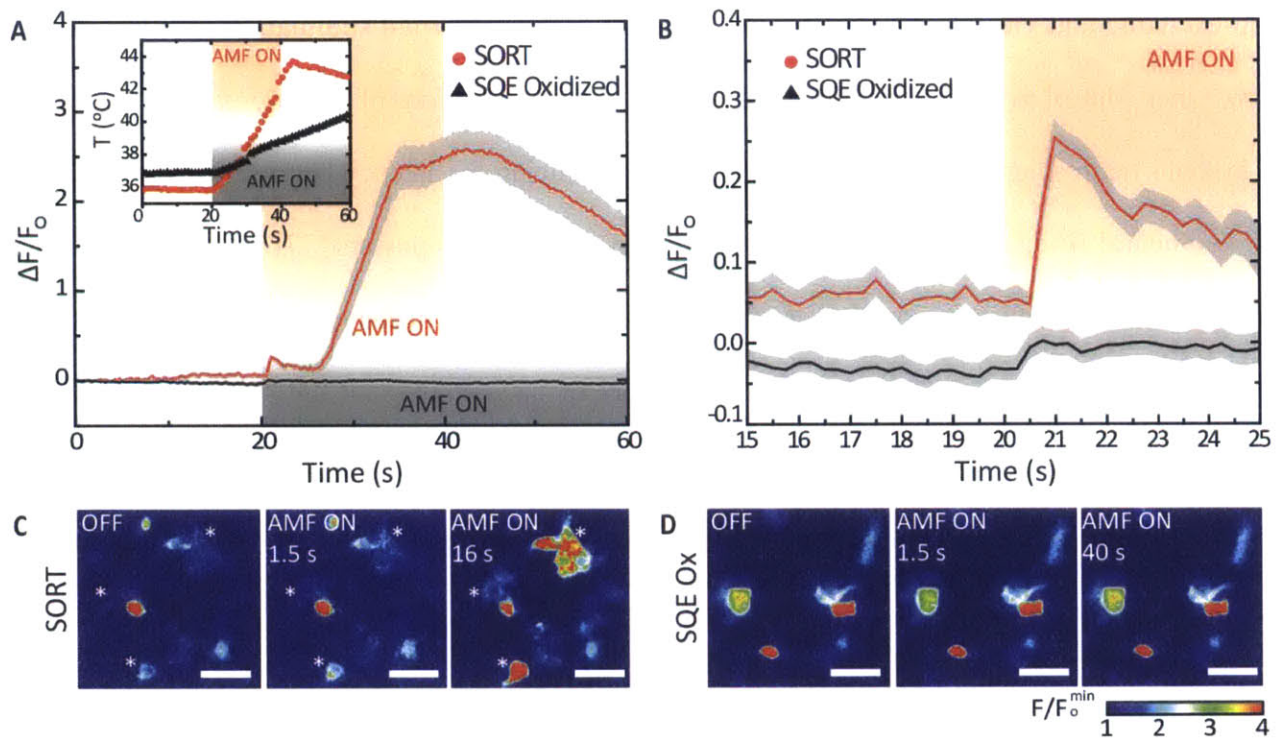 A
AMF ON
AMF ON
T (°C)
44
42
40
38
36
0
20
40
60
Time (s)
SORT
SQE Oxidized
AMF ON
AMF ON
ΔF/Fo
4
3
2
1
0
0
20
40
60
Time (s)
B
SORT
SQE Oxidized
AMF ON
ΔF/Fo
0.4
0.3
0.2
0.1
0.0
-0.1
15
16
17
18
19
20
21
22
23
24
25
Time (s)
C
SORT
OFF
*
*
*
AMF ON
1.5 s
*
*
*
AMF ON
16 s
*
*
*
D
SQE Ox
OFF
AMF ON
1.5 s
AMF ON
40 s
F/Fo min
1 2 3 4